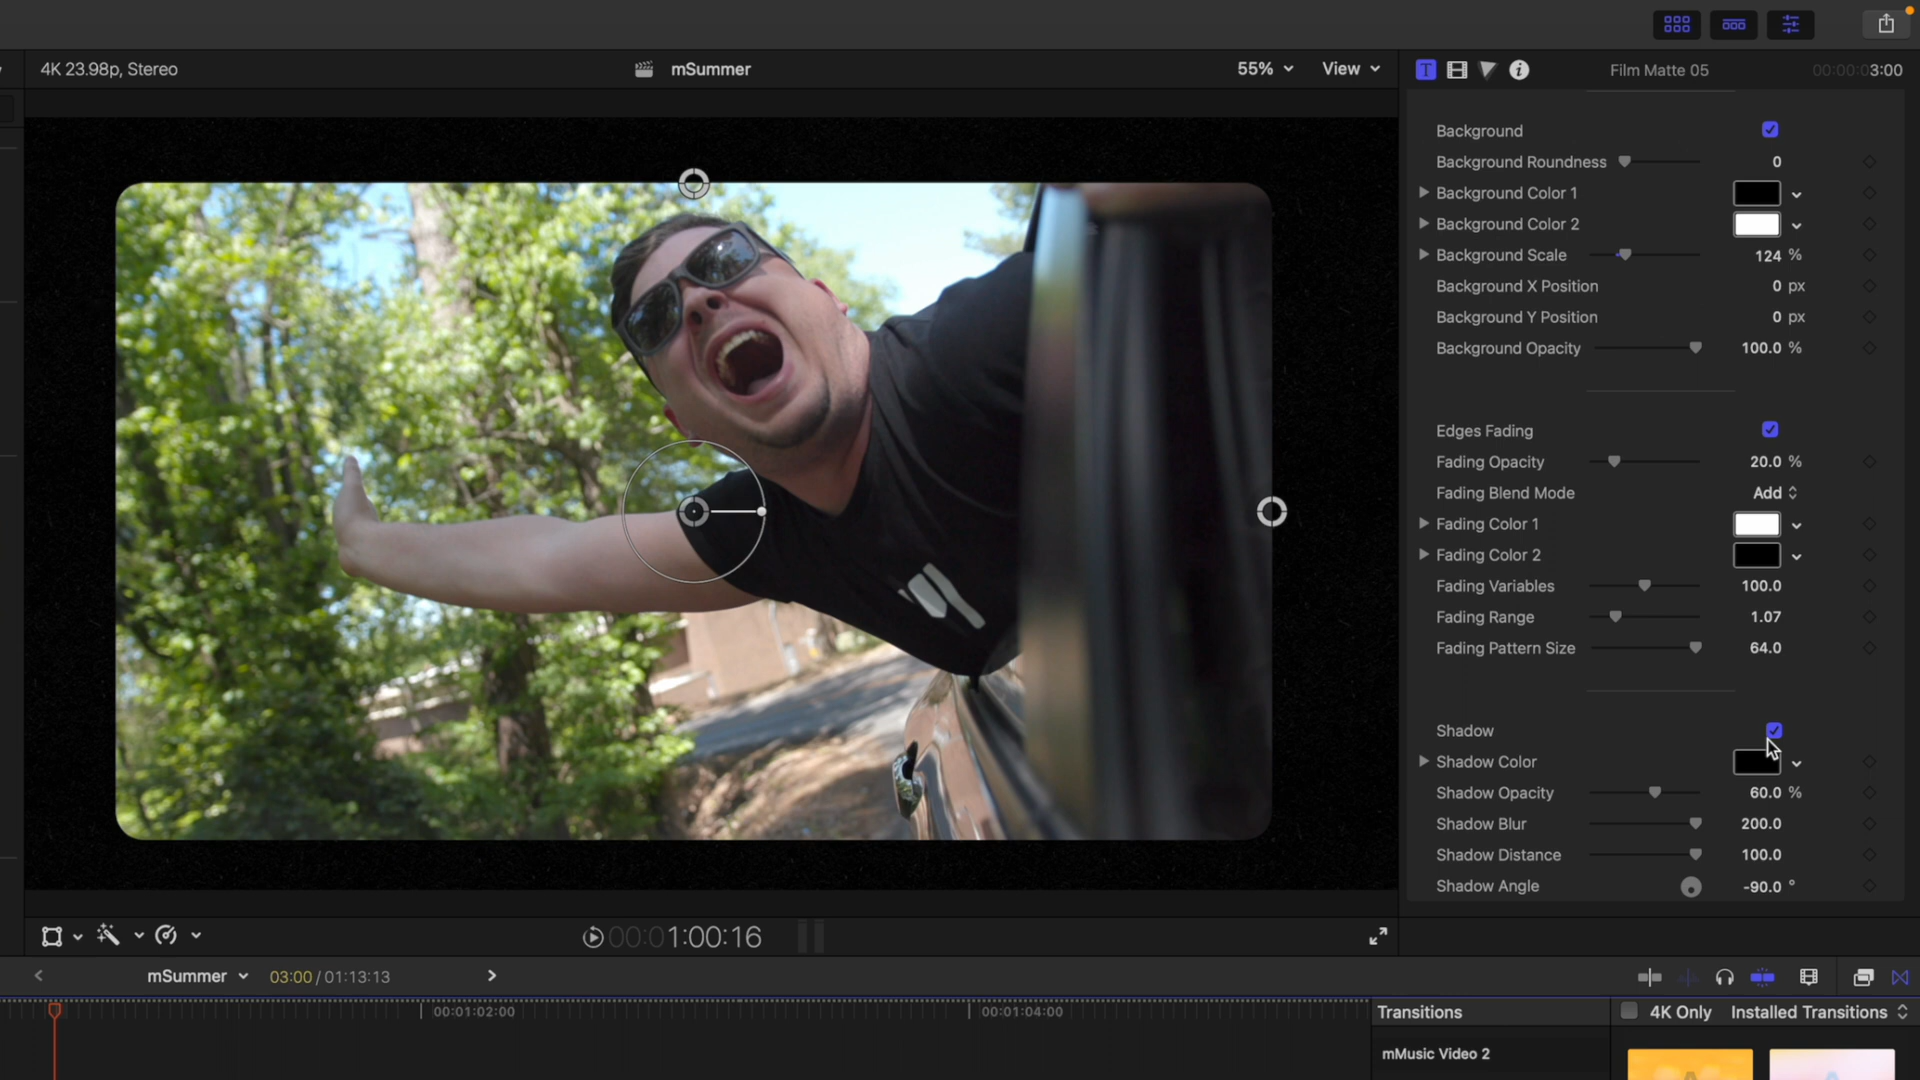 4K 23.98p, Stereo
mSummer
55%
View
Film Matte 05
00:00:03:00
Background
Background Roundness 0
Background Color 1
Background Color 2
Background Scale 124 %
Background X Position 0 px
Background Y Position 0 px
Background Opacity 100.0 %
Edges Fading
Fading Opacity 20.0 %
Fading Blend Mode Add
Fading Color 1
Fading Color 2
Fading Variables 100.0
Fading Range 1.07
Fading Pattern Size 64.0
Shadow
Shadow Color
Shadow Opacity 60.0 %
Shadow Blur 200.0
Shadow Distance 100.0
Shadow Angle -90.0 °
00:01:00:16
mSummer
03:00 / 01:13:13
00:01:02:00
00:01:04:00
Transitions
4K Only
Installed Transitions
mMusic Video 2